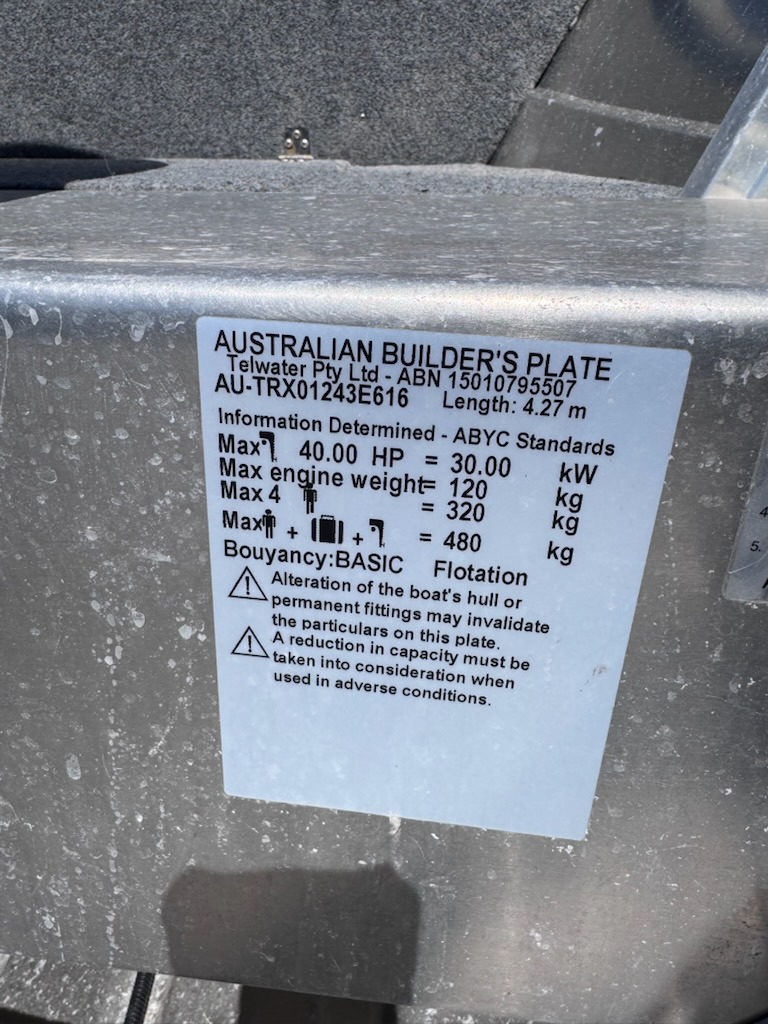 AUSTRALIAN BUILDER'S PLATE
Telwater Pty Ltd - ABN 15010795507
AU-TRX01243E616 Length: 4.27 m
Information Determined - ABYC Standards
Max 40.00 HP = 30.00 kW
Max engine weight= 120 kg
Max 4 = 320 kg
Max + + = 480 kg
Bouyancy:BASIC Flotation
Alteration of the boat's hull or
permanent fittings may invalidate
the particulars on this plate.
A reduction in capacity must be
taken into consideration when
used in adverse conditions.
4
5.